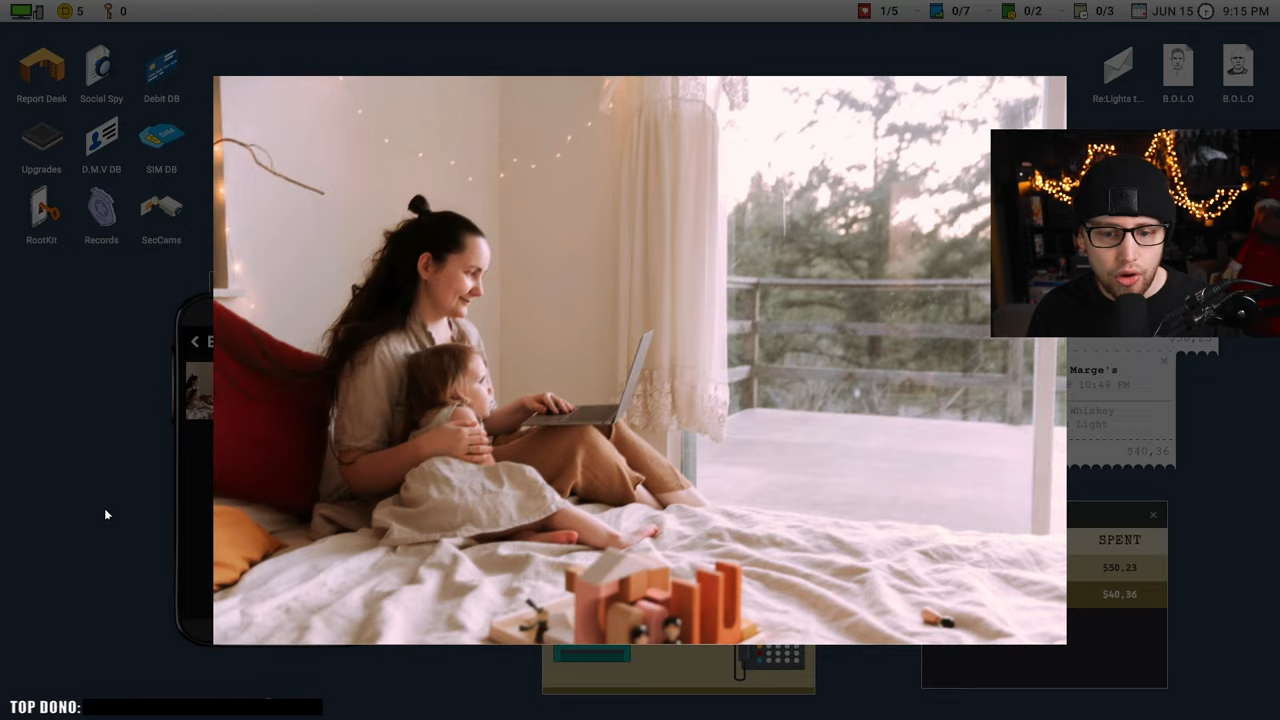 5
0
1/5
0/7
0/2
0/3
JUN 15
9:15 PM
Report Desk
Social Spy
Debit DB
Upgrades
D.M.V DB
SIM DB
RootKit
Records
SecCams
Re:Lights t...
B.O.L.O
B.O.L.O
Marge's
10:49 PM
Whiskey
Light
$40,36
SPENT
$50,23
$40,36
TOP DONO: